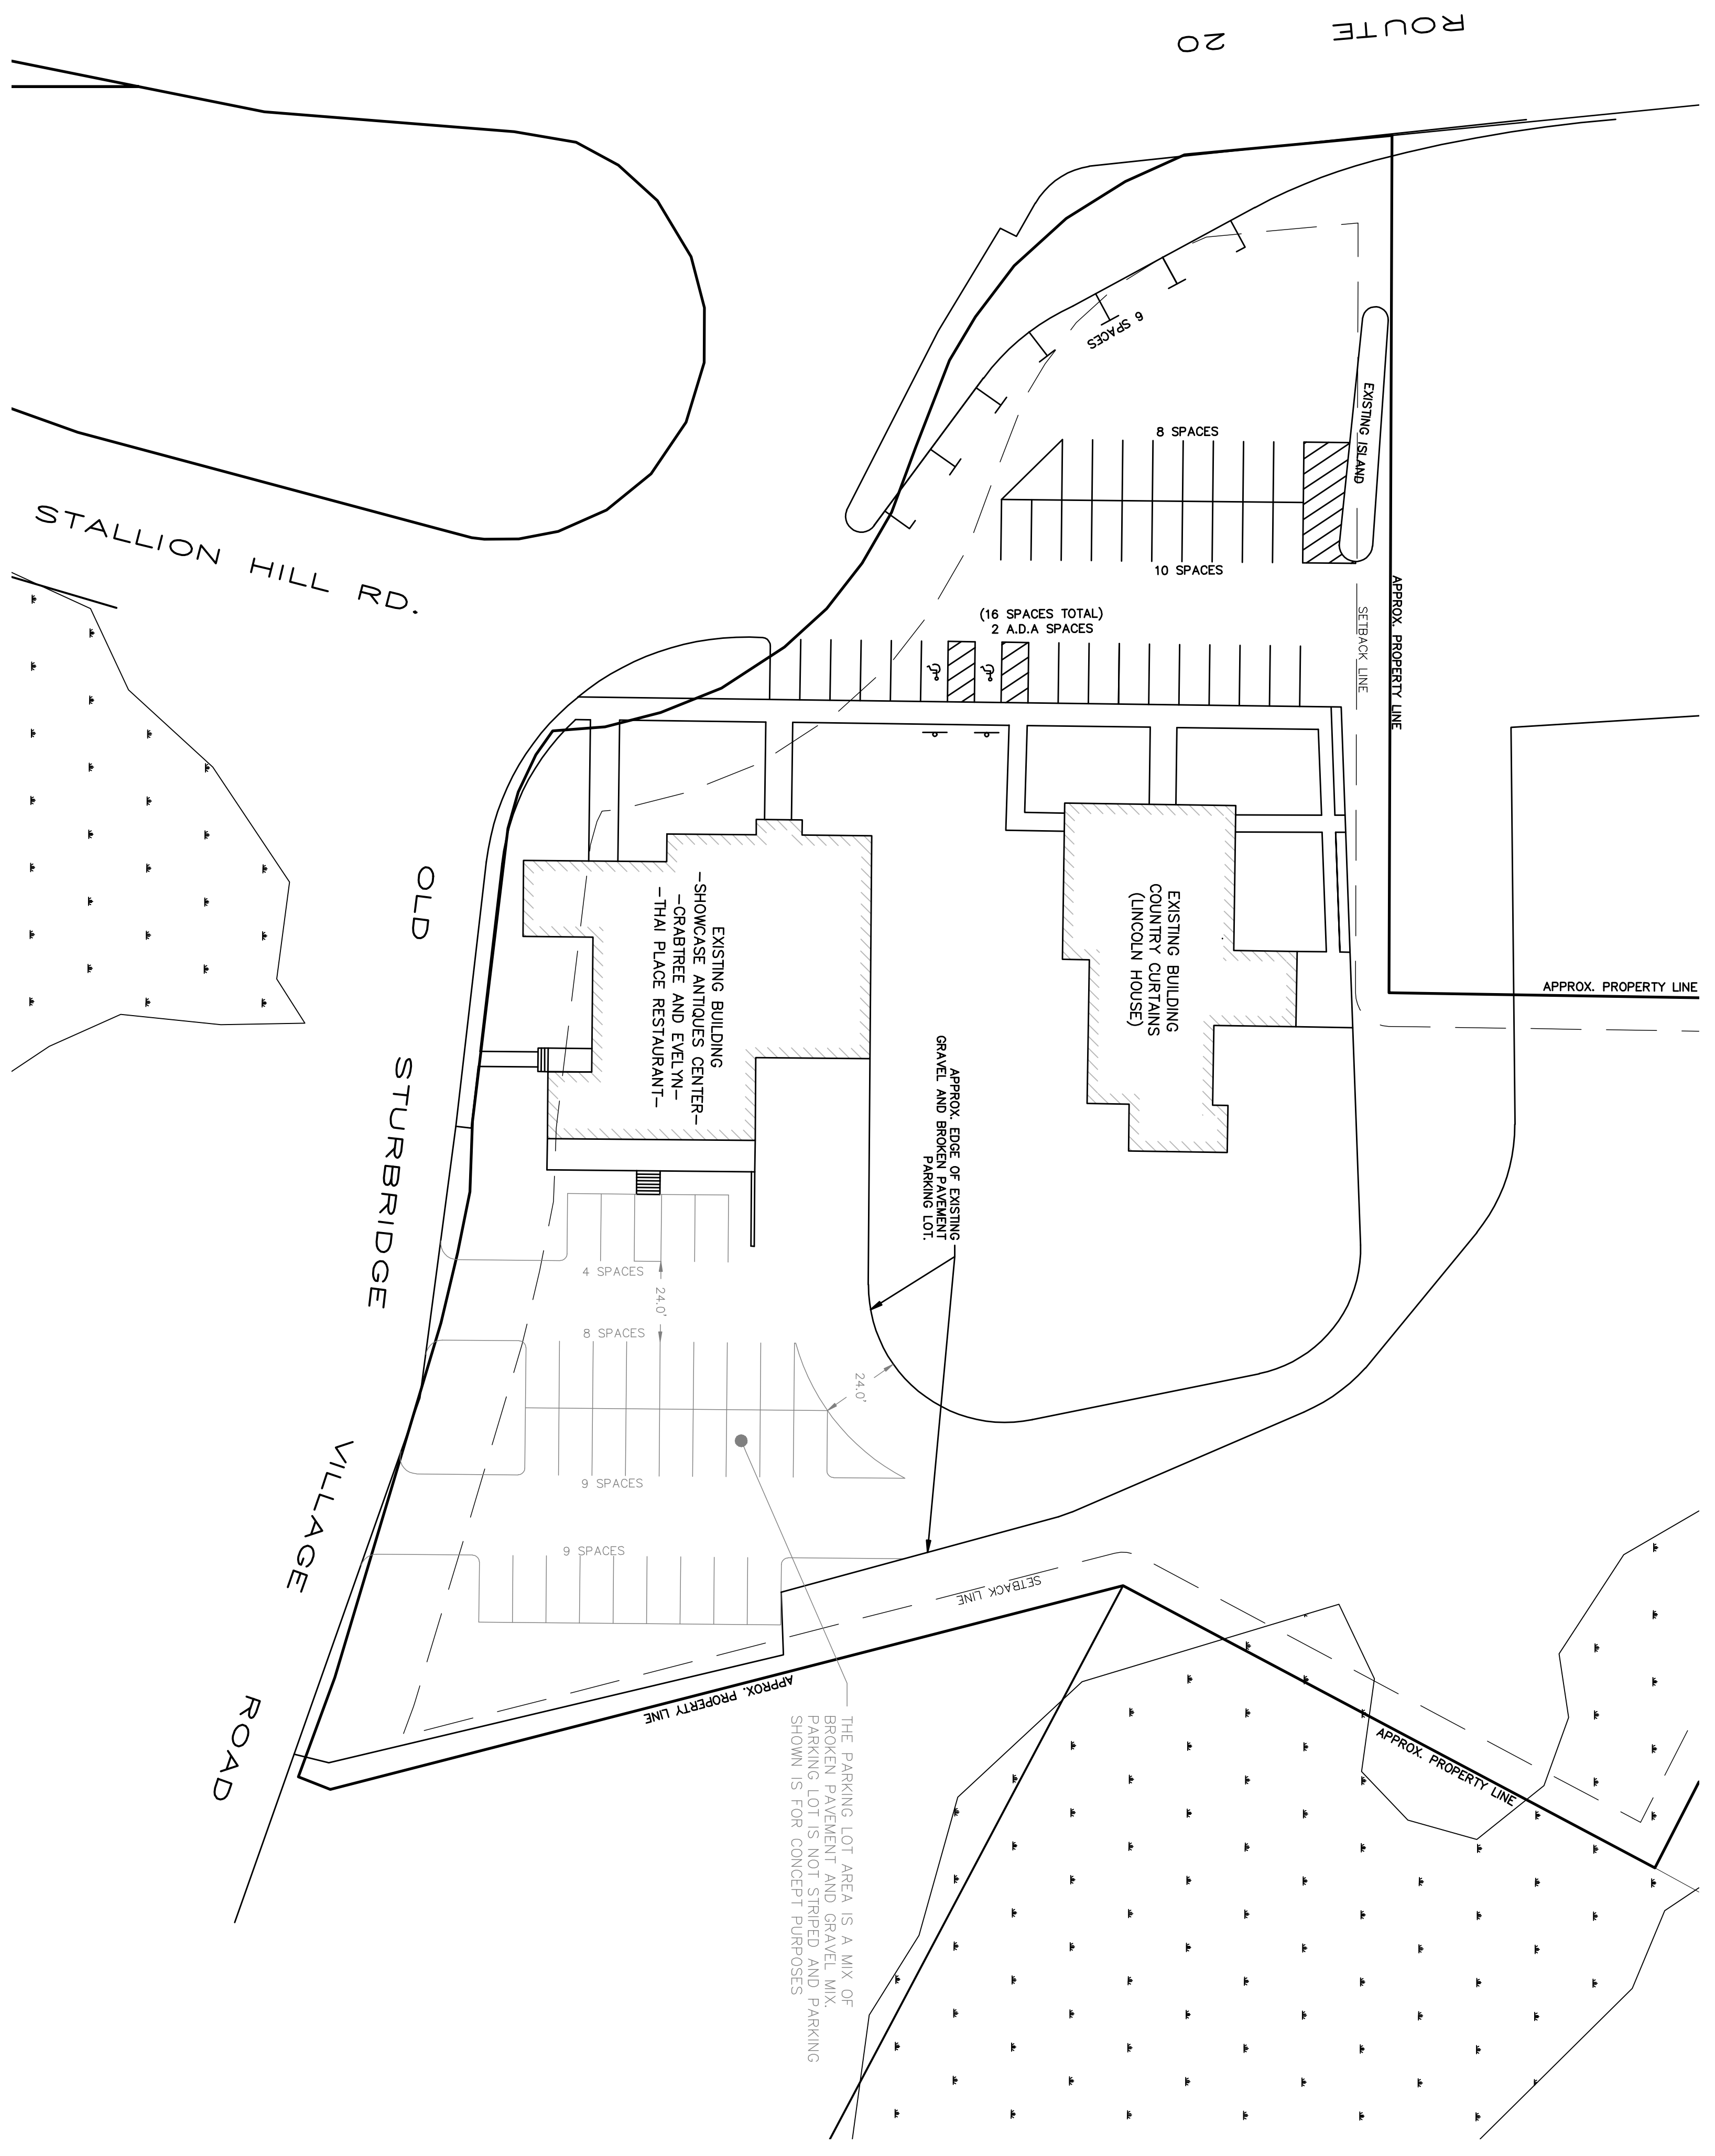 ROUTE 20
6 SPACES
EXISTING ISLAND
8 SPACES
10 SPACES
STALLION HILL RD.
(16 SPACES TOTAL)
2 A.D.A SPACES
SETBACK LINE
APPROX. PROPERTY LINE
APPROX. PROPERTY LINE
OLD STURBRIDGE VILLAGE ROAD
EXISTING BUILDING
-SHOWCASE ANTIQUES CENTER-
-CRABTREE AND EVELYN-
-THAI PLACE RESTAURANT-
EXISTING BUILDING
COUNTRY CURTAINS
(LINCOLN HOUSE)
APPROX. EDGE OF EXISTING
GRAVEL AND BROKEN PAVEMENT
PARKING LOT.
4 SPACES
24.0'
8 SPACES
24.0'
9 SPACES
9 SPACES
SETBACK LINE
APPROX. PROPERTY LINE
APPROX. PROPERTY LINE
THE PARKING LOT AREA IS A MIX OF
BROKEN PAVEMENT AND GRAVEL MIX.
PARKING LOT IS NOT STRIPED AND PARKING
SHOWN IS FOR CONCEPT PURPOSES